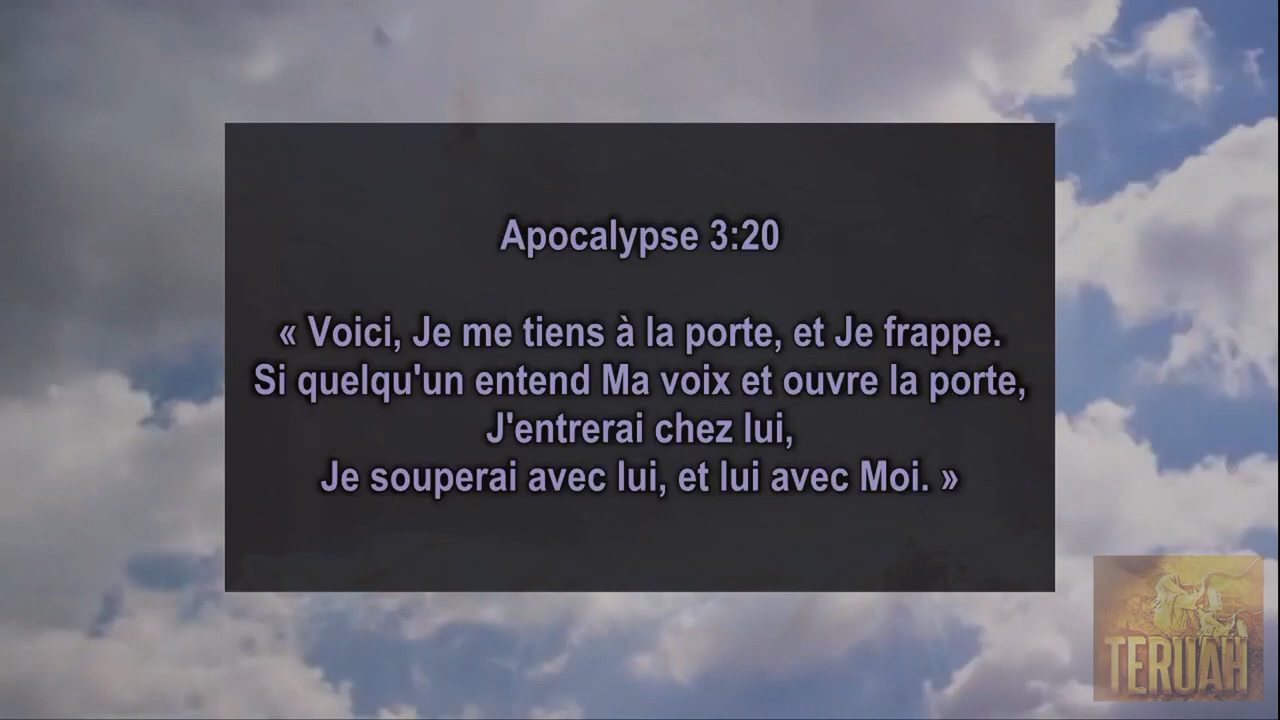 Apocalypse 3:20
« Voici, Je me tiens à la porte, et Je frappe.
Si quelqu'un entend Ma voix et ouvre la porte,
J'entrerai chez lui,
Je souperai avec lui, et lui avec Moi. »
TERUAH